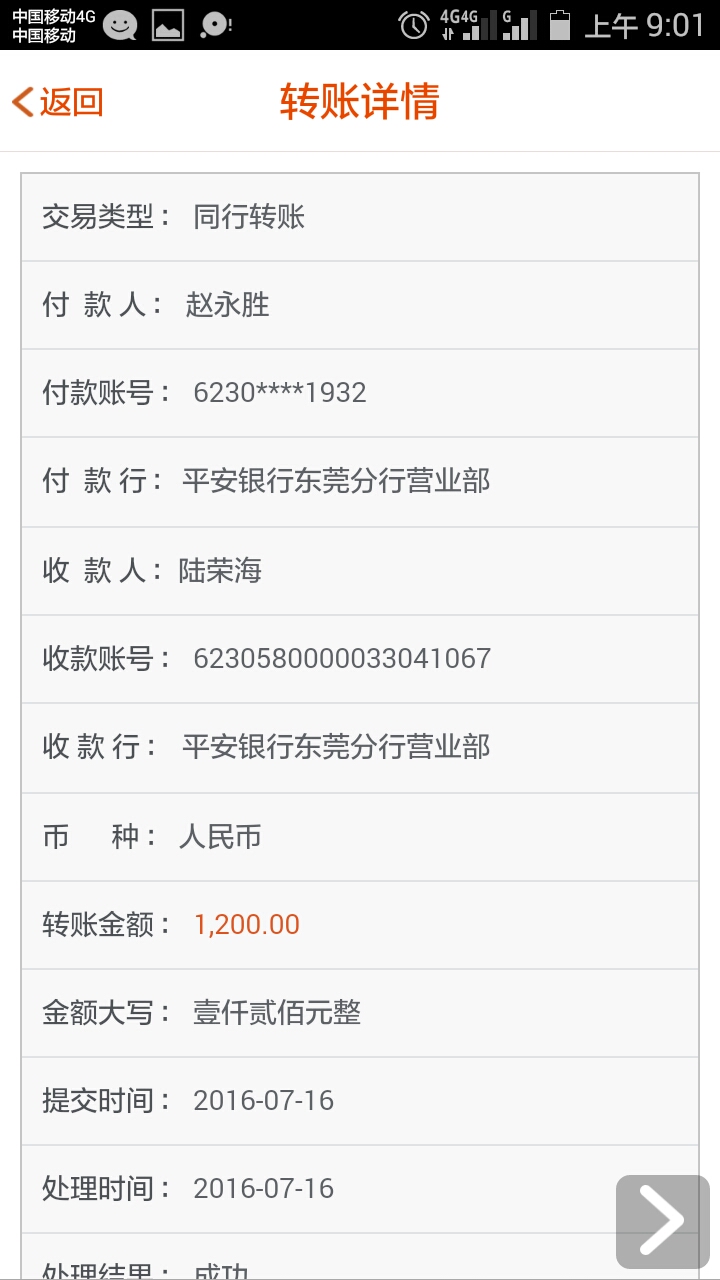 中国移动4G
中国移动
4G4G G 上午 9:01
返回
转账详情
交易类型： 同行转账
付 款 人： 赵永胜
付款账号： 6230****1932
付 款 行： 平安银行东莞分行营业部
收 款 人： 陆荣海
收款账号： 6230580000033041067
收 款 行： 平安银行东莞分行营业部
币 种： 人民币
转账金额： 1,200.00
金额大写： 壹仟贰佰元整
提交时间： 2016-07-16
处理时间： 2016-07-16
处理结果： 成功